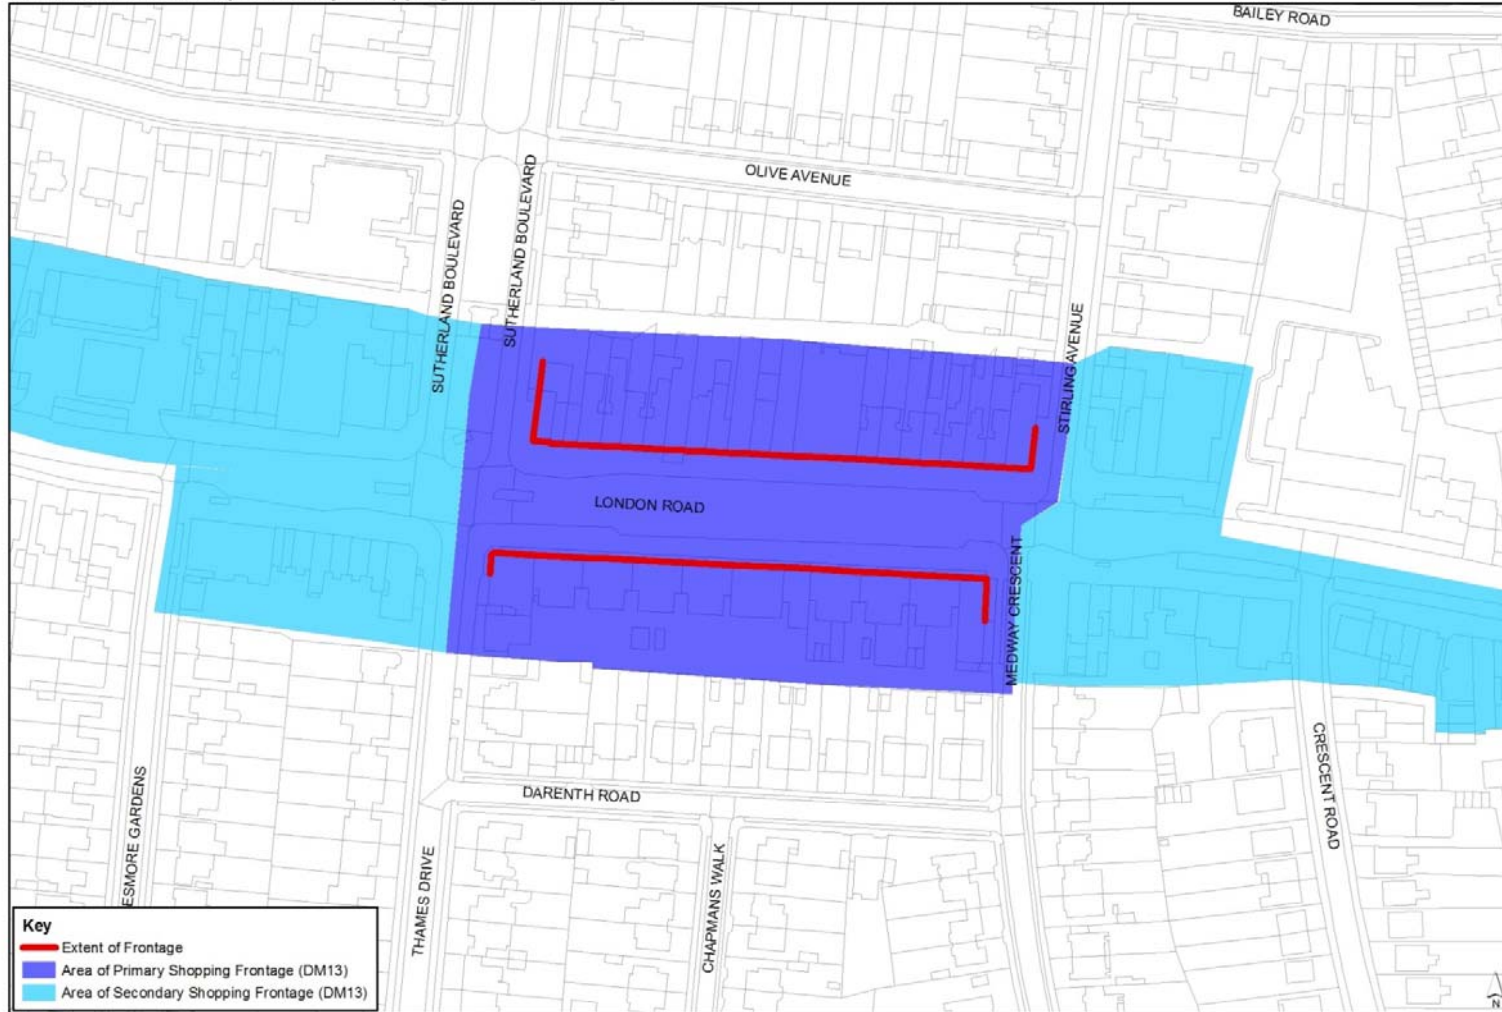 BAILEY ROAD
OLIVE AVENUE
SUTHERLAND BOULEVARD
SUTHERLAND BOULEVARD
STIRLING AVENUE
LONDON ROAD
MEDWAY CRESCENT
DARENTH ROAD
CRESCENT ROAD
ESMORE GARDENS
THAMES DRIVE
CHAPMANS WALK
Key
Extent of Frontage
Area of Primary Shopping Frontage (DM13)
Area of Secondary Shopping Frontage (DM13)
N